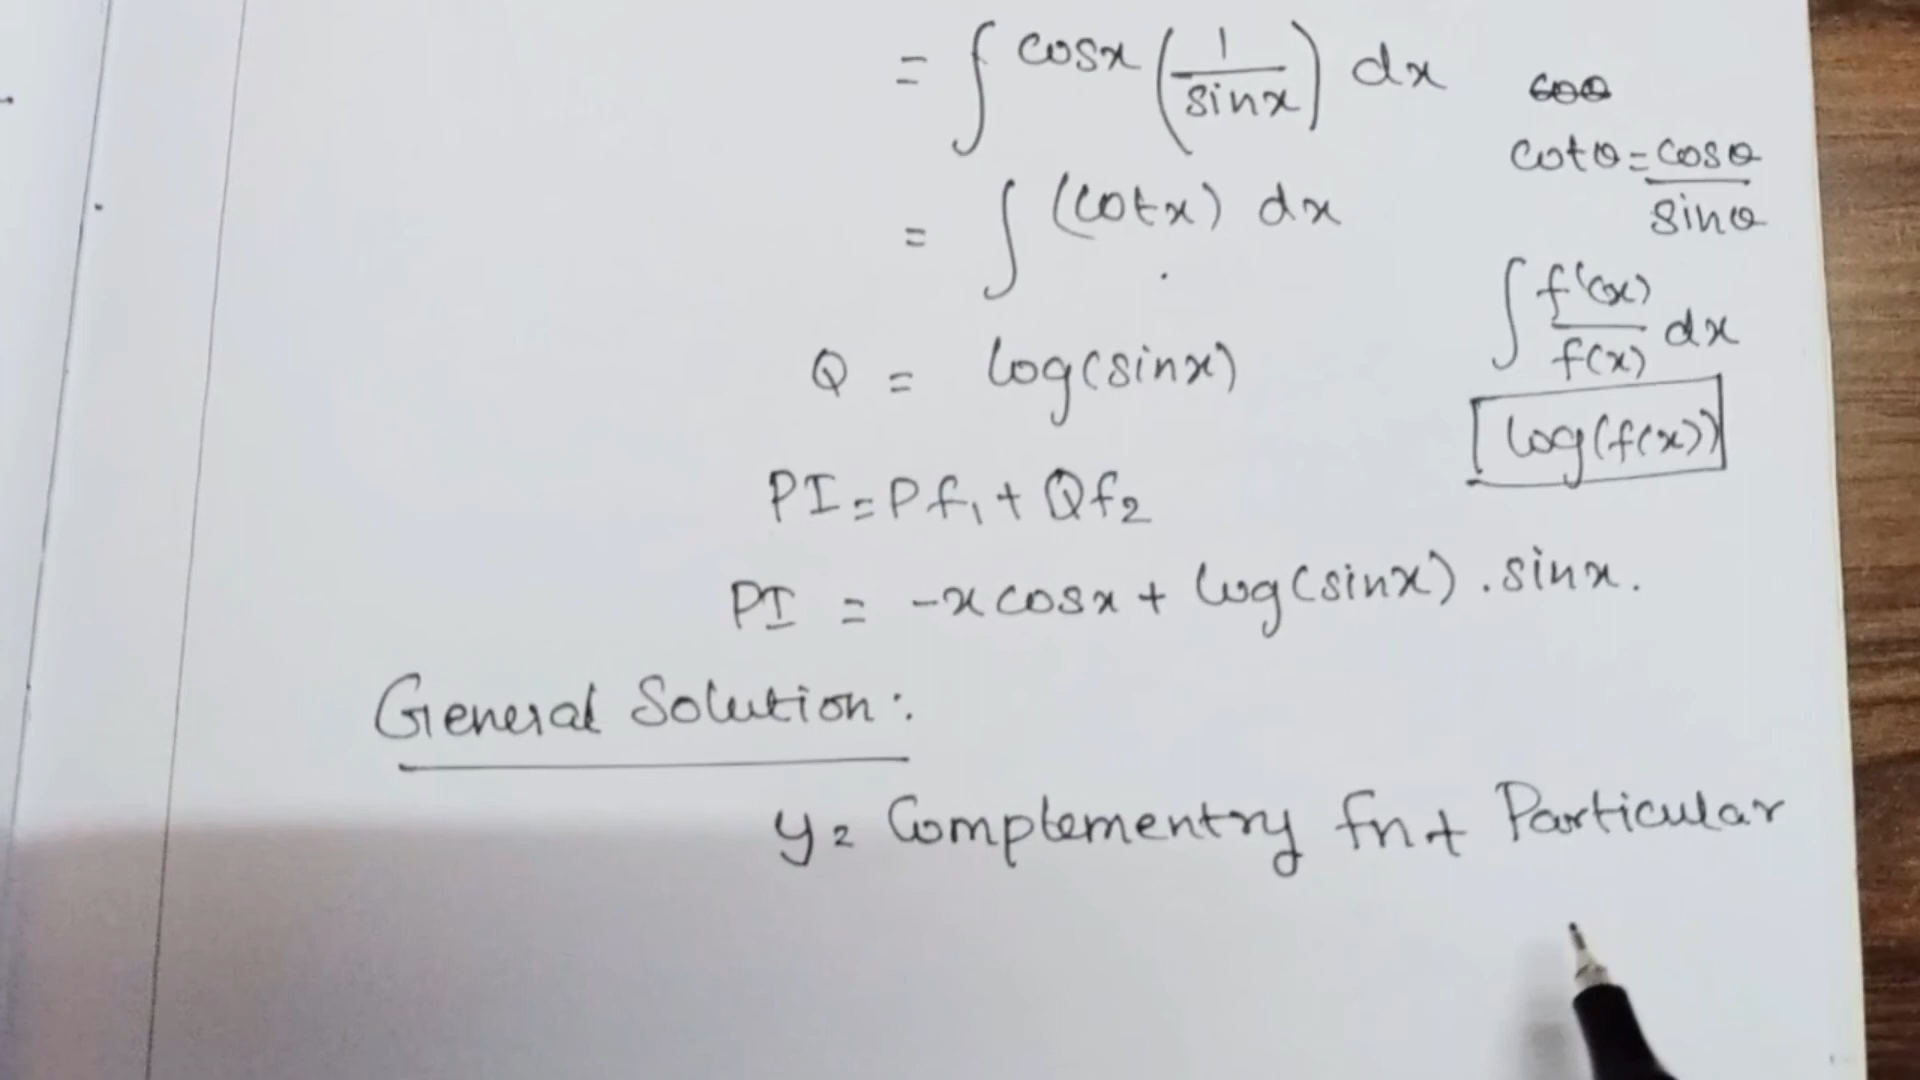 = ∫ cosx (1/sinx) dx
cotθ = cosθ/sinθ
= ∫ (cotx) dx
∫ f'(x)/f(x) dx
Q = log(sinx)
log(f(x))
PI = Pf₁ + Qf₂
PI = -x cosx + log(sinx) . sinx.
General Solution :
y = Complementry fn + Particular